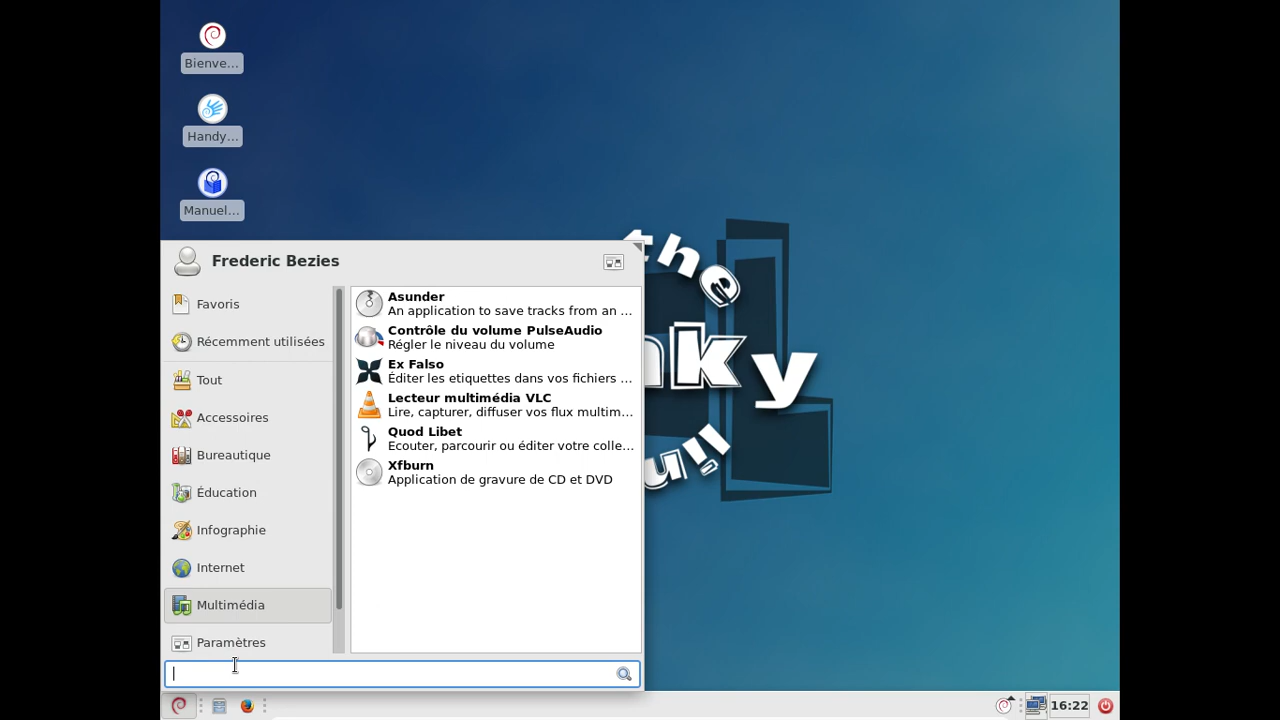 Bienve...
Handy...
Manuel...
the
nky
lin
Frederic Bezies
Favoris
Récemment utilisées
Tout
Accessoires
Bureautique
Éducation
Infographie
Internet
Multimédia
Paramètres
Asunder
An application to save tracks from an ...
Contrôle du volume PulseAudio
Régler le niveau du volume
Ex Falso
Éditer les etiquettes dans vos fichiers ...
Lecteur multimédia VLC
Lire, capturer, diffuser vos flux multim...
Quod Libet
Ecouter, parcourir ou éditer votre colle...
Xfburn
Application de gravure de CD et DVD
16:22